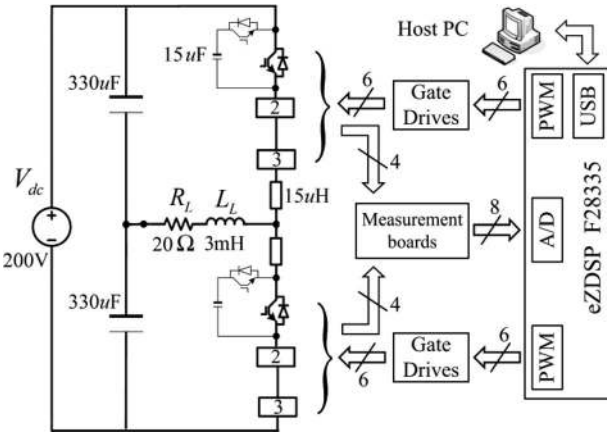 15uF
Host PC
330uF
2
6
Gate
Drives
6
PWM
USB
3
4
V_dc
R_L
L_L
15uH
Measurement
boards
8
A/D
eZDSP F28335
200V
20 Ω
3mH
330uF
4
2
6
Gate
Drives
6
PWM
3